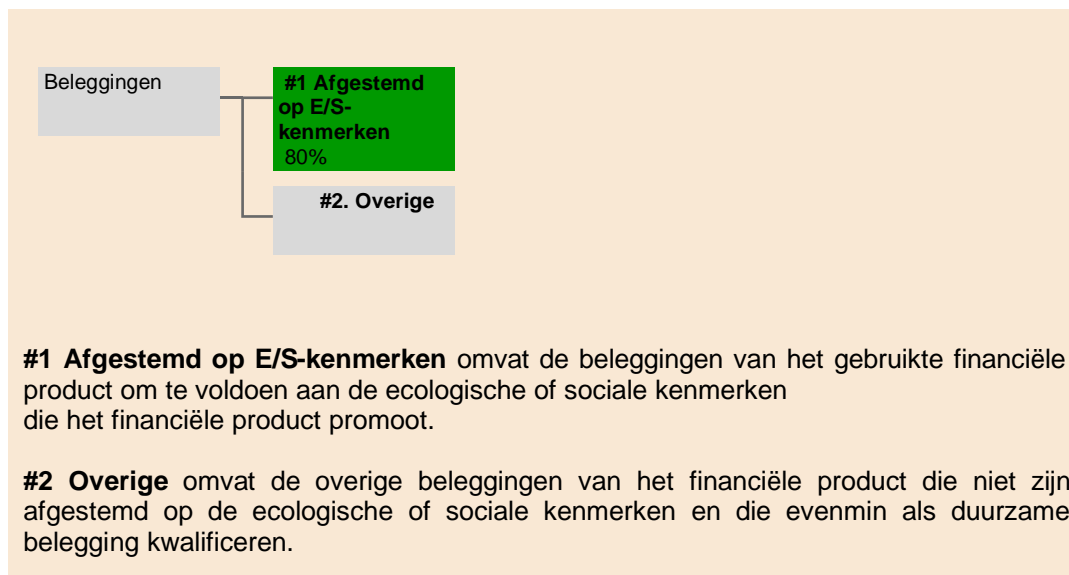 Beleggingen
#1 Afgestemd
op E/S-
kenmerken
80%
#2. Overige
#1 Afgestemd op E/S-kenmerken omvat de beleggingen van het gebruikte financiële
product om te voldoen aan de ecologische of sociale kenmerken
die het financiële product promoot.
#2 Overige omvat de overige beleggingen van het financiële product die niet zijn
afgestemd op de ecologische of sociale kenmerken en die evenmin als duurzame
belegging kwalificeren.